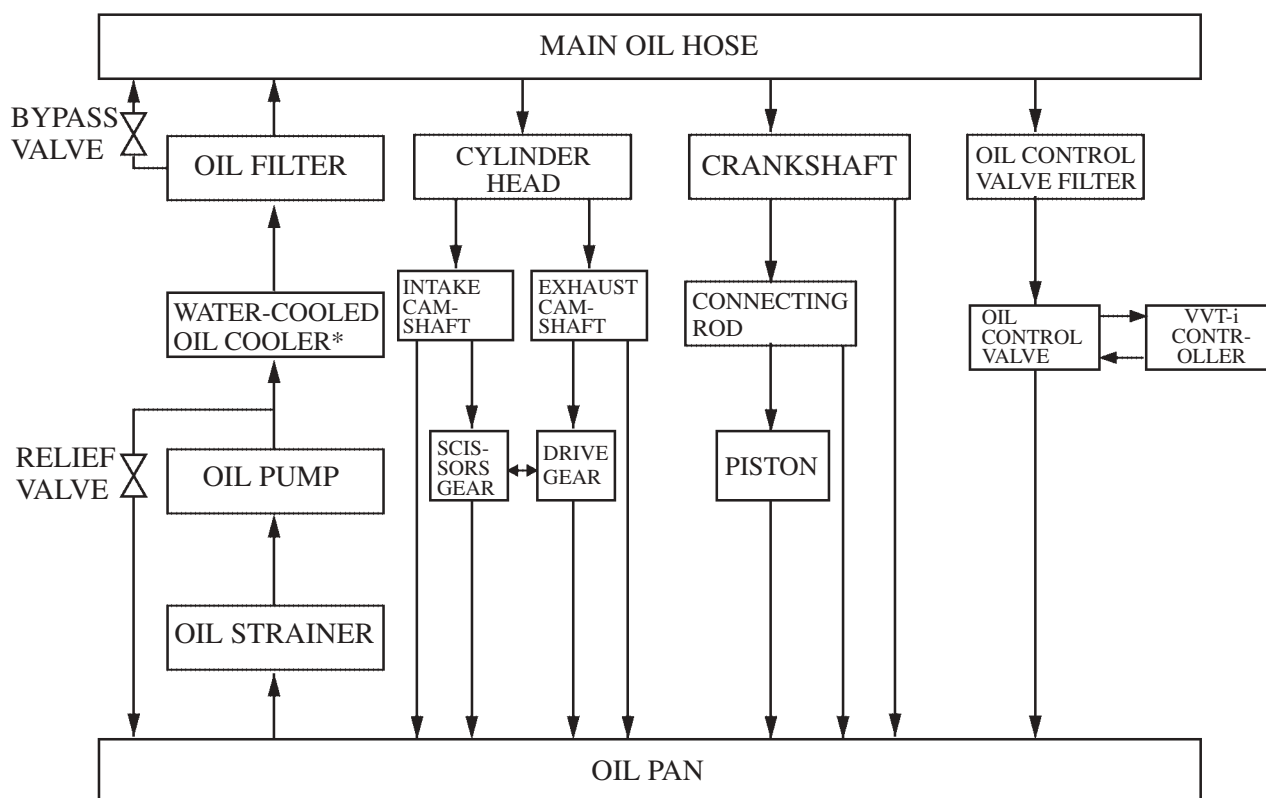 MAIN OIL HOSE
BYPASS
VALVE
OIL FILTER
CYLINDER
HEAD
CRANKSHAFT
OIL CONTROL
VALVE FILTER
WATER-COOLED
OIL COOLER*
INTAKE
CAM-
SHAFT
EXHAUST
CAM-
SHAFT
CONNECTING
ROD
OIL
CONTROL
VALVE
VVT-i
CONTR-
OLLER
RELIEF
VALVE
OIL PUMP
SCIS-
SORS
GEAR
DRIVE
GEAR
PISTON
OIL STRAINER
OIL PAN